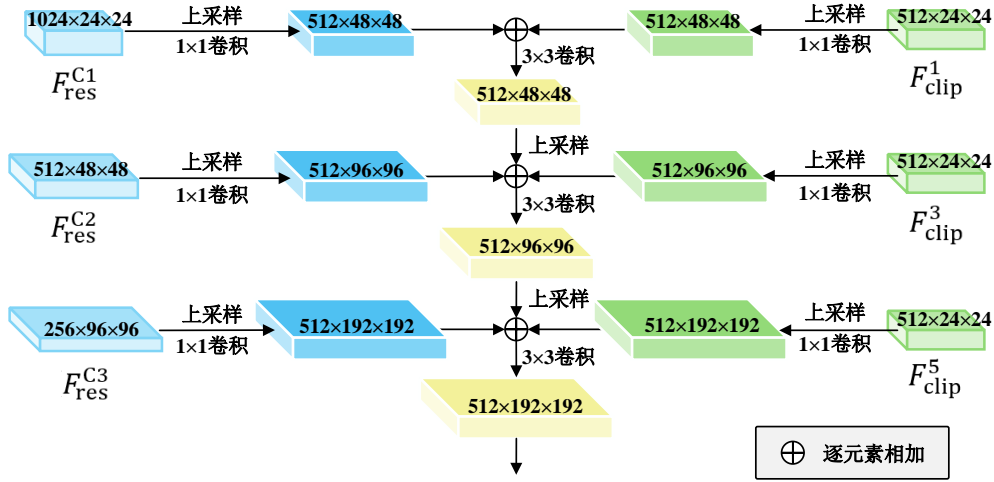 1024×24×24
上采样
1×1卷积
512×48×48
512×48×48
上采样
1×1卷积
512×24×24
F_res^C1
3×3卷积
F_clip^1
512×48×48
上采样
512×48×48
上采样
1×1卷积
512×96×96
512×96×96
上采样
1×1卷积
512×24×24
F_res^C2
3×3卷积
F_clip^3
512×96×96
上采样
256×96×96
上采样
1×1卷积
512×192×192
512×192×192
上采样
1×1卷积
512×24×24
F_res^C3
3×3卷积
F_clip^5
512×192×192
⊕ 逐元素相加